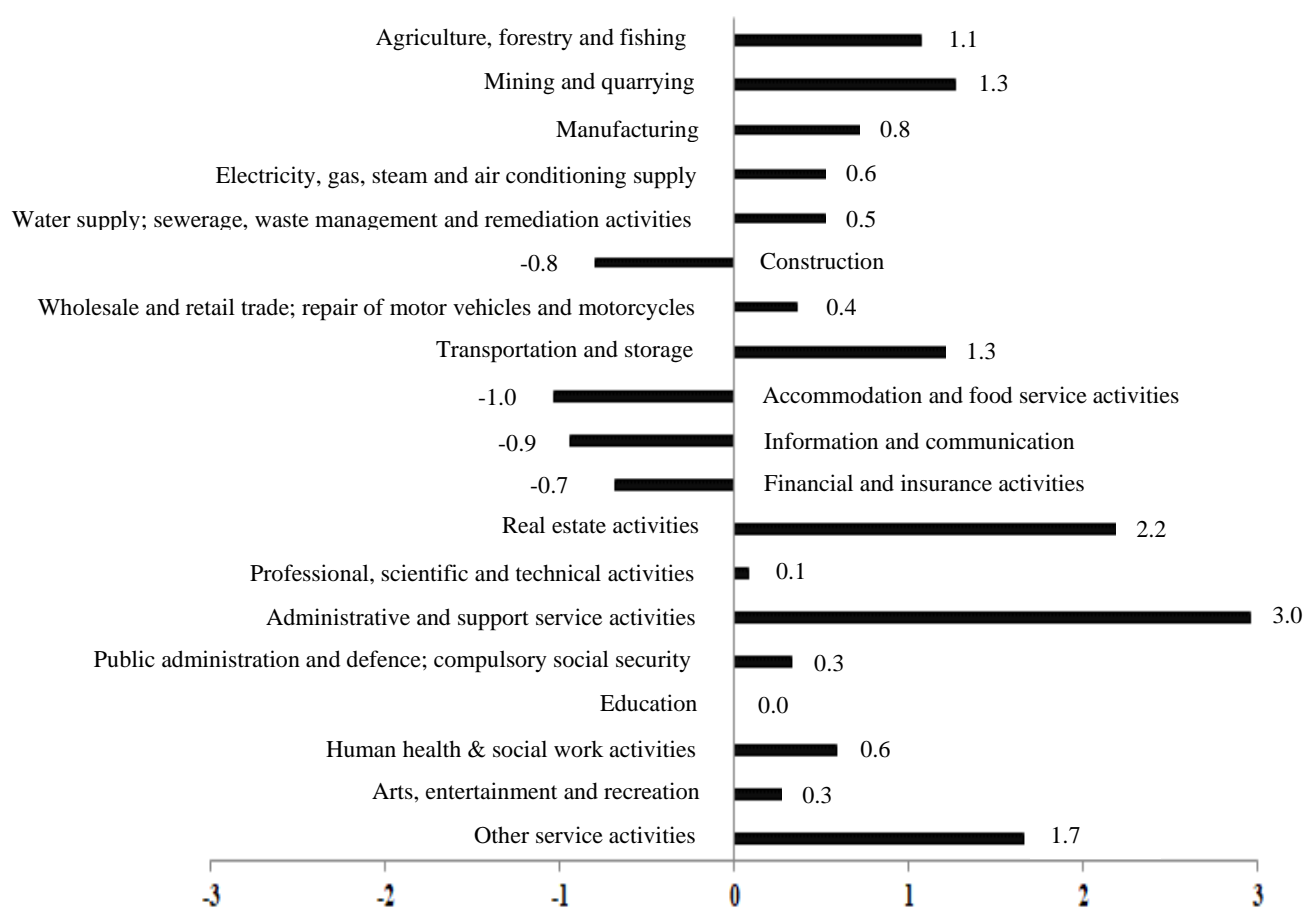 Agriculture, forestry and fishing 1.1
Mining and quarrying 1.3
Manufacturing 0.8
Electricity, gas, steam and air conditioning supply 0.6
Water supply; sewerage, waste management and remediation activities 0.5
-0.8 Construction
Wholesale and retail trade; repair of motor vehicles and motorcycles 0.4
Transportation and storage 1.3
-1.0 Accommodation and food service activities
-0.9 Information and communication
-0.7 Financial and insurance activities
Real estate activities 2.2
Professional, scientific and technical activities 0.1
Administrative and support service activities 3.0
Public administration and defence; compulsory social security 0.3
Education 0.0
Human health & social work activities 0.6
Arts, entertainment and recreation 0.3
Other service activities 1.7
-3 -2 -1 0 1 2 3